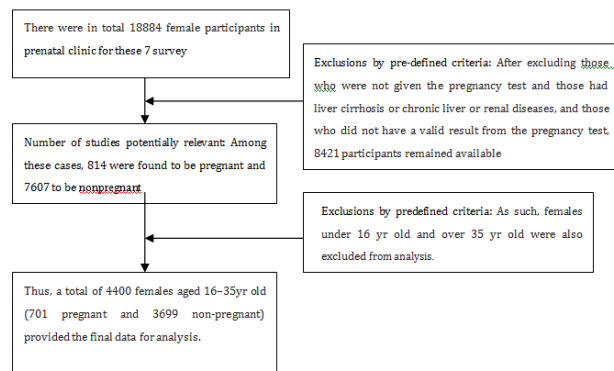 There were in total 18884 female participants in
prenatal clinic for these 7 survey
Exclusions by pre-defined criteria: After excluding those
who were not given the pregnancy test and those had
liver cirrhosis or chronic liver or renal diseases, and those
who did not have a valid result from the pregnancy test,
8421 participants remained available
Number of studies potentially relevant: Among
these cases, 814 were found to be pregnant and
7607 to be nonpregnant
Exclusions by predefined criteria: As such, females
under 16 yr old and over 35 yr old were also
excluded from analysis.
Thus, a total of 4400 females aged 16–35yr old
(701 pregnant and 3699 non-pregnant)
provided the final data for analysis.